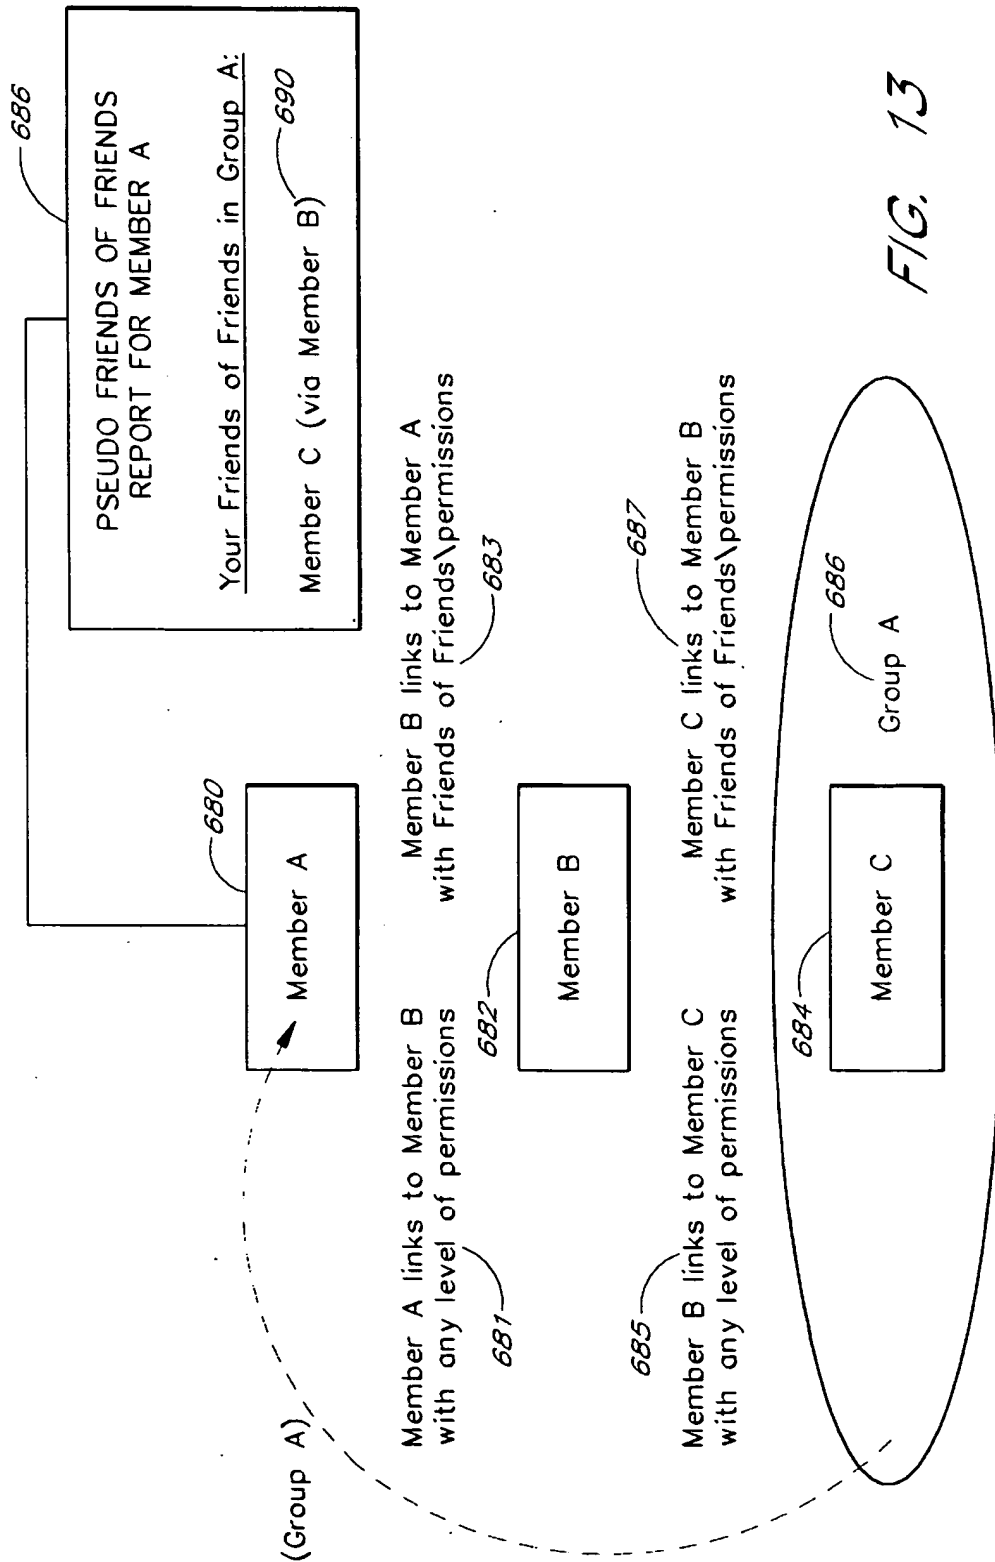 686
PSEUDO FRIENDS OF FRIENDS
REPORT FOR MEMBER A
Your Friends of Friends in Group A:
Member C (via Member B)
690
680
Member A
(Group A)
Member A links to Member B
with any level of permissions
681
Member B links to Member A
with Friends of Friends\permissions
683
682
Member B
685
Member B links to Member C
with any level of permissions
687
Member C links to Member B
with Friends of Friends\permissions
684
Member C
686
Group A
FIG. 13